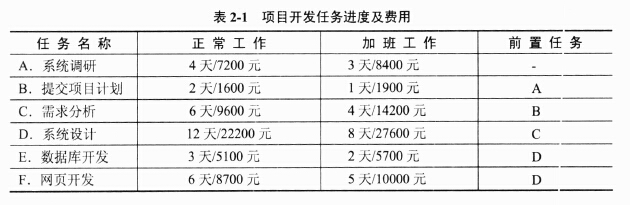 表 2-1 项目开发任务进度及费用
任务名称 正常工作 加班工作 前置任务
A．系统调研 4 天/7200 元 3 天/8400 元 -
B．提交项目计划 2 天/1600 元 1 天/1900 元 A
C．需求分析 6 天/9600 元 4 天/14200 元 B
D．系统设计 12 天/22200 元 8 天/27600 元 C
E．数据库开发 3 天/5100 元 2 天/5700 元 D
F．网页开发 6 天/8700 元 5 天/10000 元 D